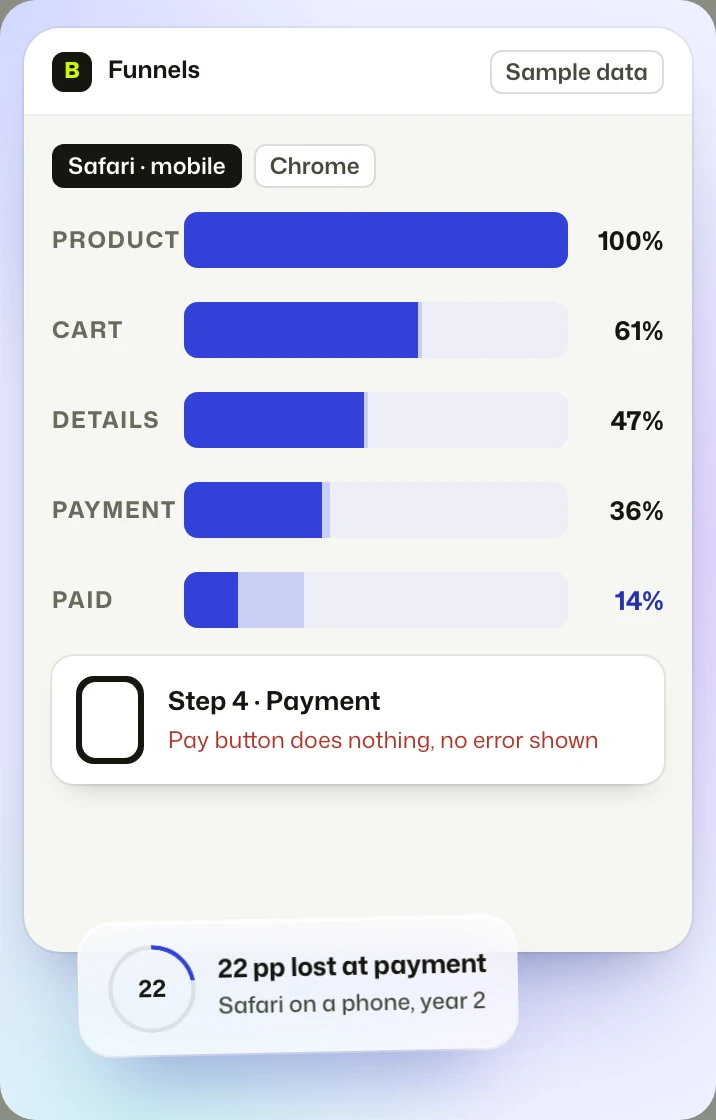 B Funnels Sample data
Safari · mobile Chrome
PRODUCT 100%
CART 61%
DETAILS 47%
PAYMENT 36%
PAID 14%
Step 4 · Payment
Pay button does nothing, no error shown
22
22 pp lost at payment
Safari on a phone, year 2